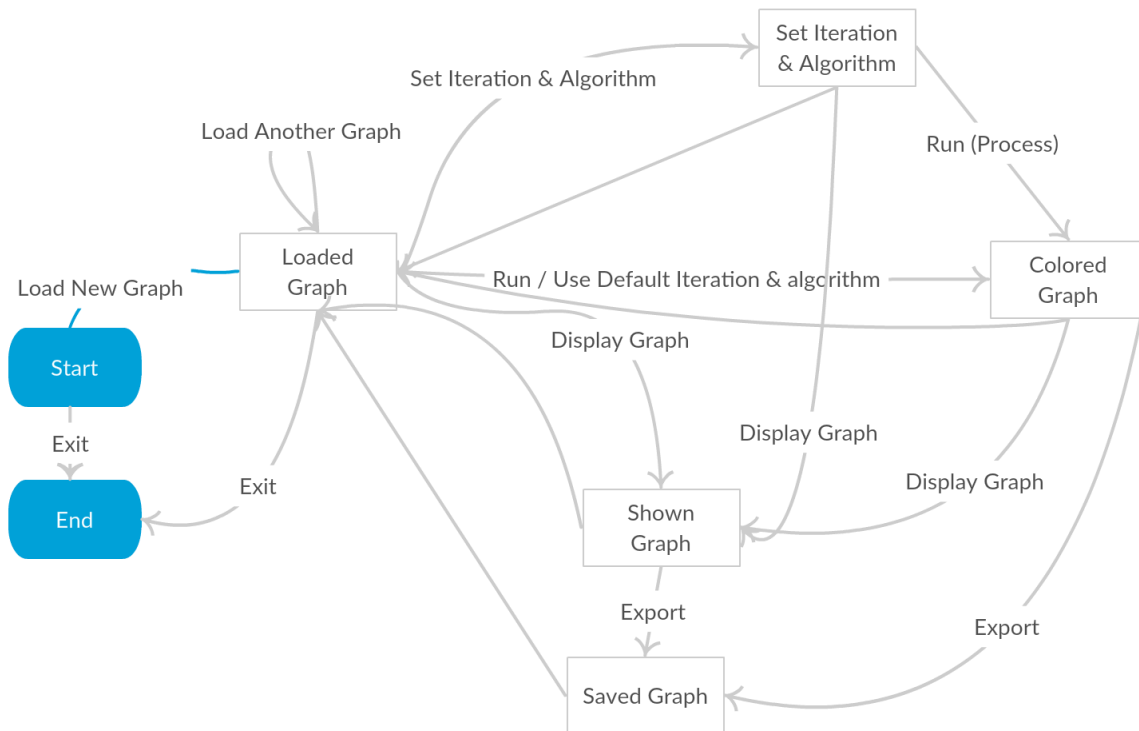 Set Iteration
& Algorithm
Set Iteration & Algorithm
Load Another Graph
Run (Process)
Loaded
Graph
Colored
Graph
Run / Use Default Iteration & algorithm
Load New Graph
Display Graph
Start
Display Graph
Exit
Exit
Display Graph
End
Shown
Graph
Export
Export
Saved Graph